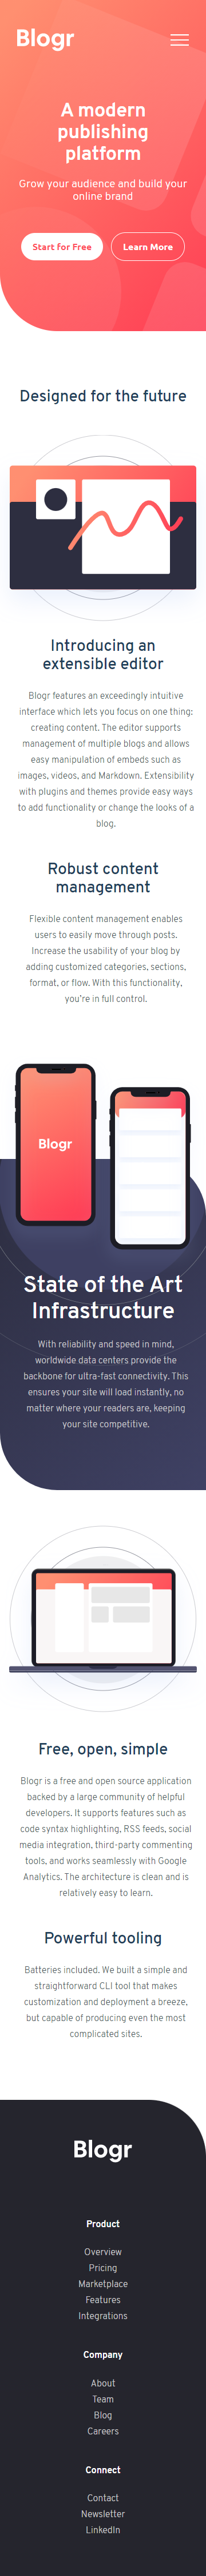 Blogr
A modern
publishing
platform
Grow your audience and build your
online brand
Start for Free
Learn More
Designed for the future
Introducing an
extensible editor
Blogr features an exceedingly intuitive
interface which lets you focus on one thing:
creating content. The editor supports
management of multiple blogs and allows
easy manipulation of embeds such as
images, videos, and Markdown. Extensibility
with plugins and themes provide easy ways
to add functionality or change the looks of a
blog.
Robust content
management
Flexible content management enables
users to easily move through posts.
Increase the usability of your blog by
adding customized categories, sections,
format, or flow. With this functionality,
you're in full control.
Blogr
State of the Art
Infrastructure
With reliability and speed in mind,
worldwide data centers provide the
backbone for ultra-fast connectivity. This
ensures your site will load instantly, no
matter where your readers are, keeping
your site competitive.
Free, open, simple
Blogr is a free and open source application
backed by a large community of helpful
developers. It supports features such as
code syntax highlighting, RSS feeds, social
media integration, third-party commenting
tools, and works seamlessly with Google
Analytics. The architecture is clean and is
relatively easy to learn.
Powerful tooling
Batteries included. We built a simple and
straightforward CLI tool that makes
customization and deployment a breeze,
but capable of producing even the most
complicated sites.
Blogr
Product
Overview
Pricing
Marketplace
Features
Integrations
Company
About
Team
Blog
Careers
Connect
Contact
Newsletter
LinkedIn